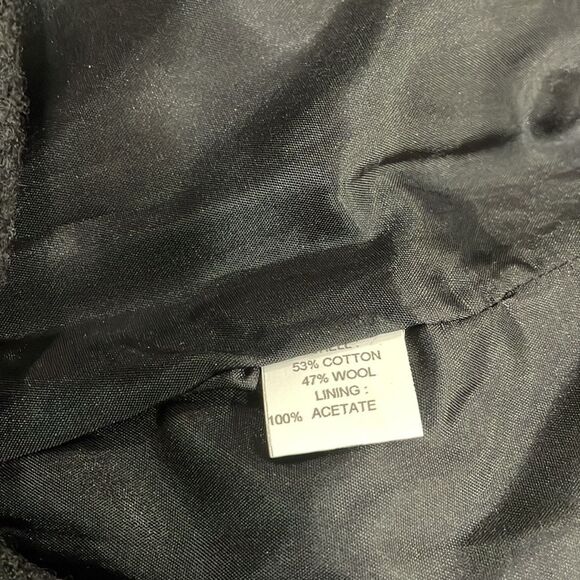 53% COTTON
47% WOOL
LINING :
100% ACETATE